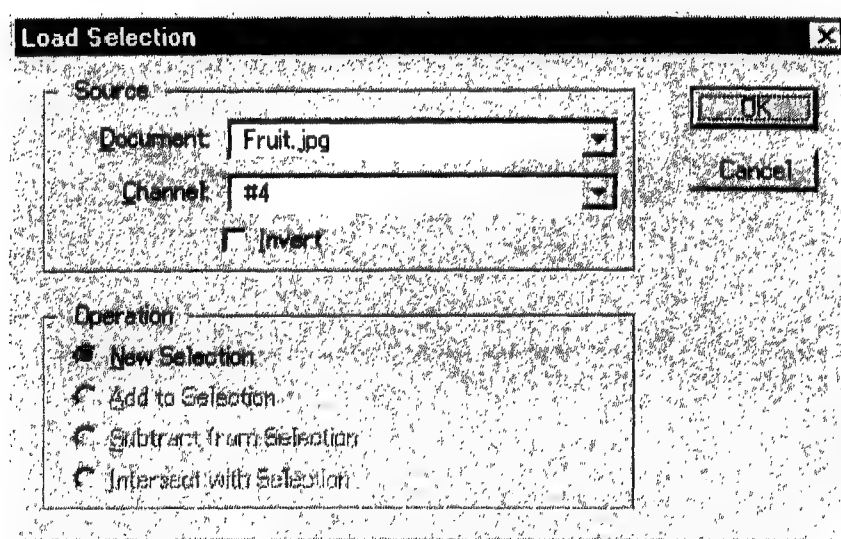 Load Selection
Source
Document: Fruit.jpg
Channel: #4
Invert
OK
Cancel
Operation
New Selection
Add to Selection
Subtract from Selection
Intersect with Selection